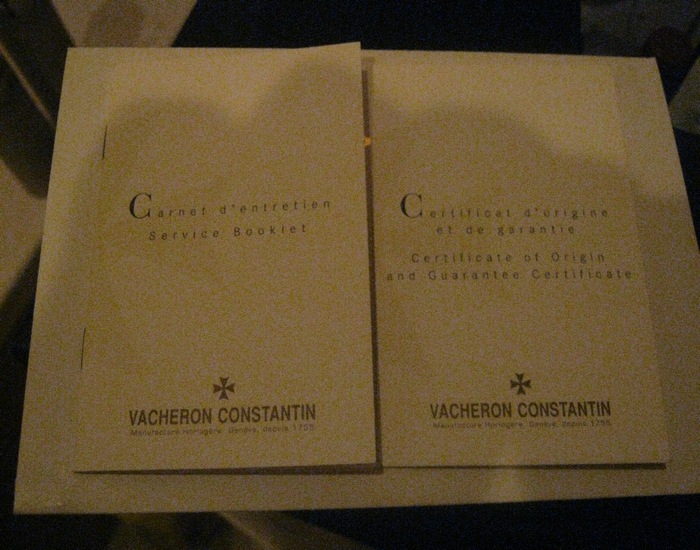 Carnet d'entretien
Service Booklet
VACHERON CONSTANTIN
Manufacture Horlogère, Genève, depuis 1755.
Certificat d'origine
et de garantie
Certificate of Origin
and Guarantee Certificate
VACHERON CONSTANTIN
Manufacture Horlogère, Genève, depuis 1755.